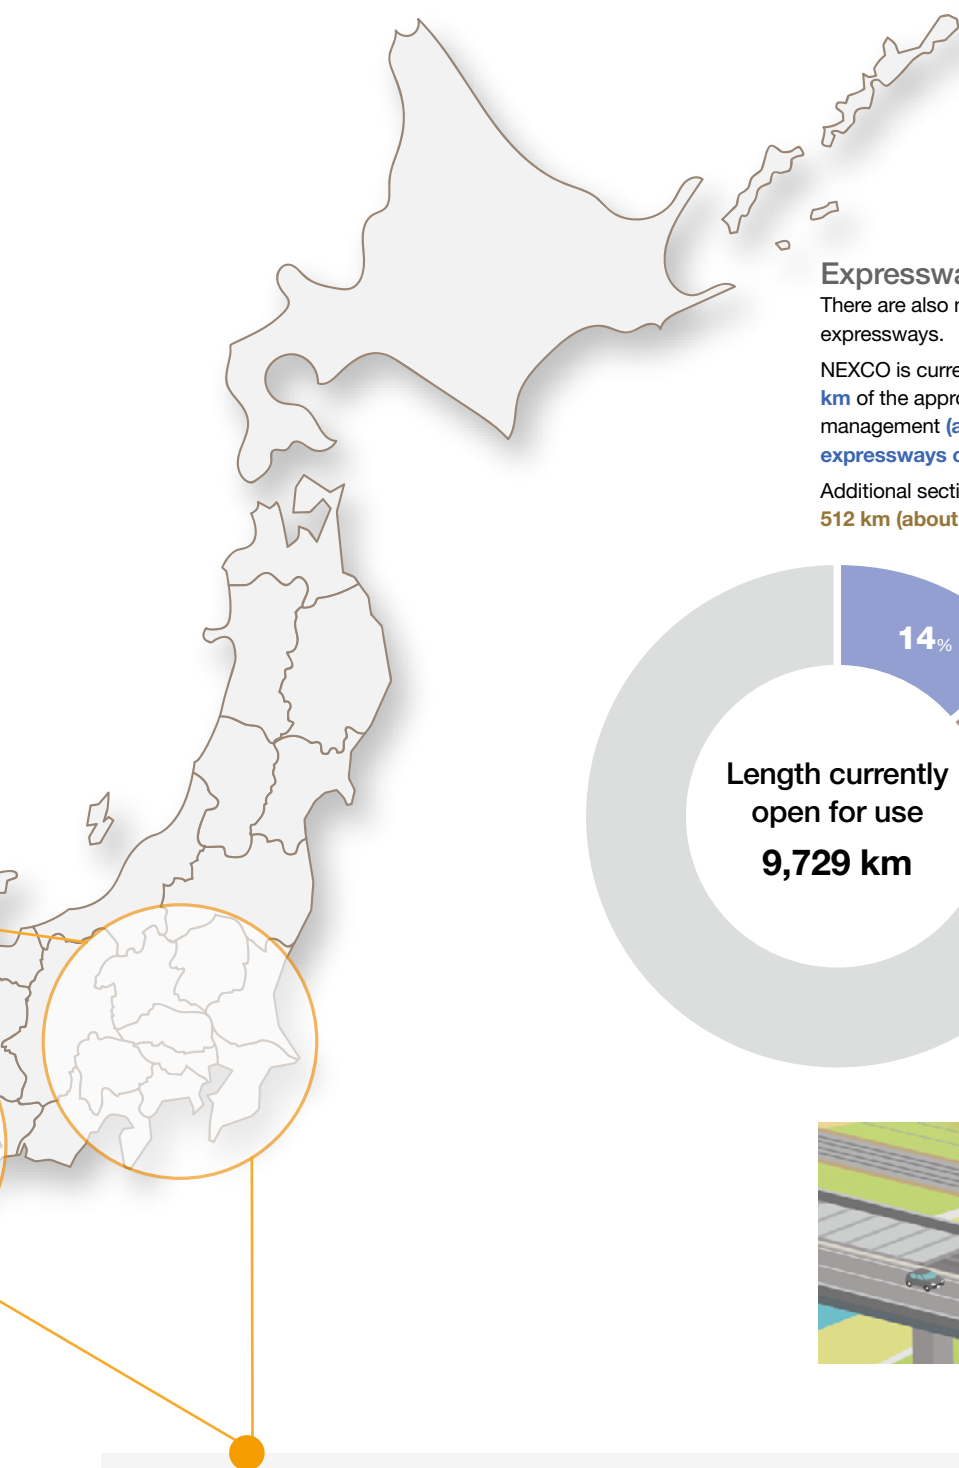 Expresswa
There are also
expressways.
NEXCO is curre
km of the appro
management (a
expressways
Additional secti
512 km (about
14%
Length currently
open for use
9,729 km